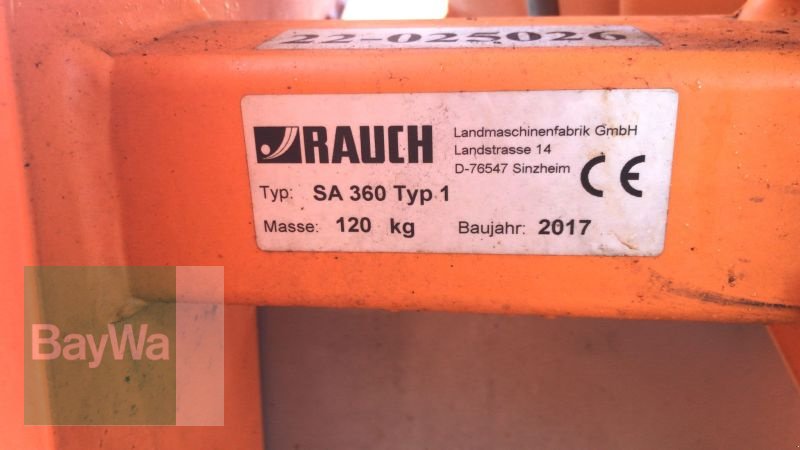 22-025026
RAUCH
Landmaschinenfabrik GmbH
Landstrasse 14
D-76547 Sinzheim
CE
Typ: SA 360 Typ 1
Masse: 120 kg Baujahr: 2017
BayWa